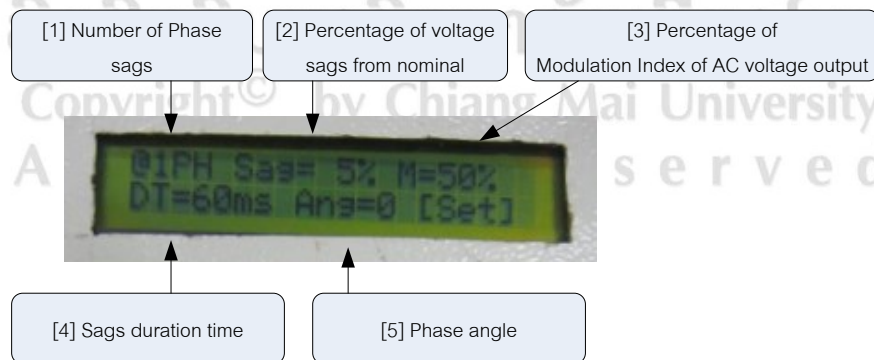 [1] Number of Phase sags
[2] Percentage of voltage sags from nominal
[3] Percentage of Modulation Index of AC voltage output
Copyright© by Chiang Mai University
@1PH Sag= 5% M=50%
DT=60ms Ang=0 [Set]
[4] Sags duration time
[5] Phase angle